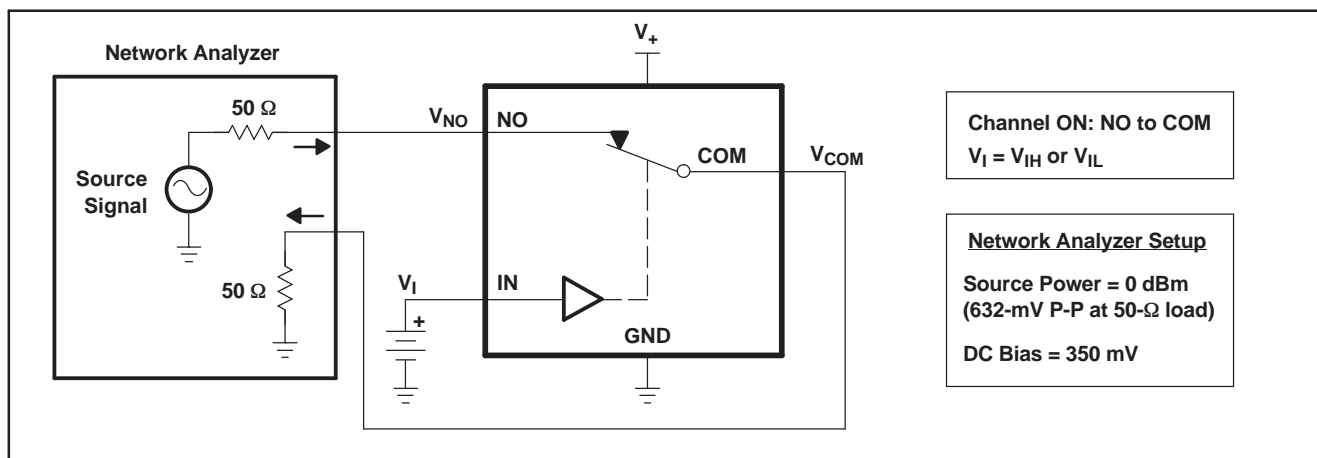 Network Analyzer
50 Ω
Source
Signal
50 Ω
V+
VNO
NO
COM
VCOM
VI
IN
+
GND
Channel ON: NO to COM
VI = VIH or VIL
Network Analyzer Setup
Source Power = 0 dBm
(632-mV P-P at 50-Ω load)
DC Bias = 350 mV